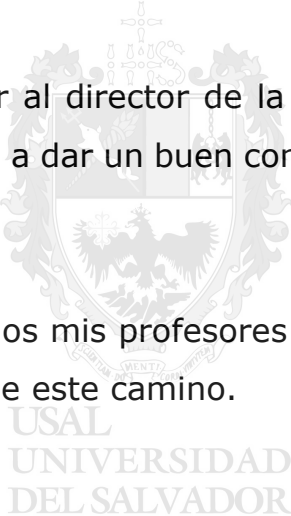 r al director de la
a dar un buen con
os mis profesores
e este camino.
USAL
UNIVERSIDAD
DEL SALVADOR